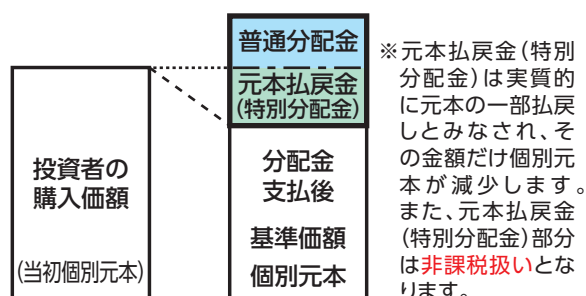 普通分配金
元本払戻金
(特別分配金)
投資者の
購入価額
(当初個別元本)
分配金
支払後
基準価額
個別元本
※元本払戻金(特別
分配金)は実質的
に元本の一部払戻
しとみなされ、そ
の金額だけ個別元
本が減少します。
また、元本払戻金
(特別分配金)部分
は非課税扱いとな
ります。